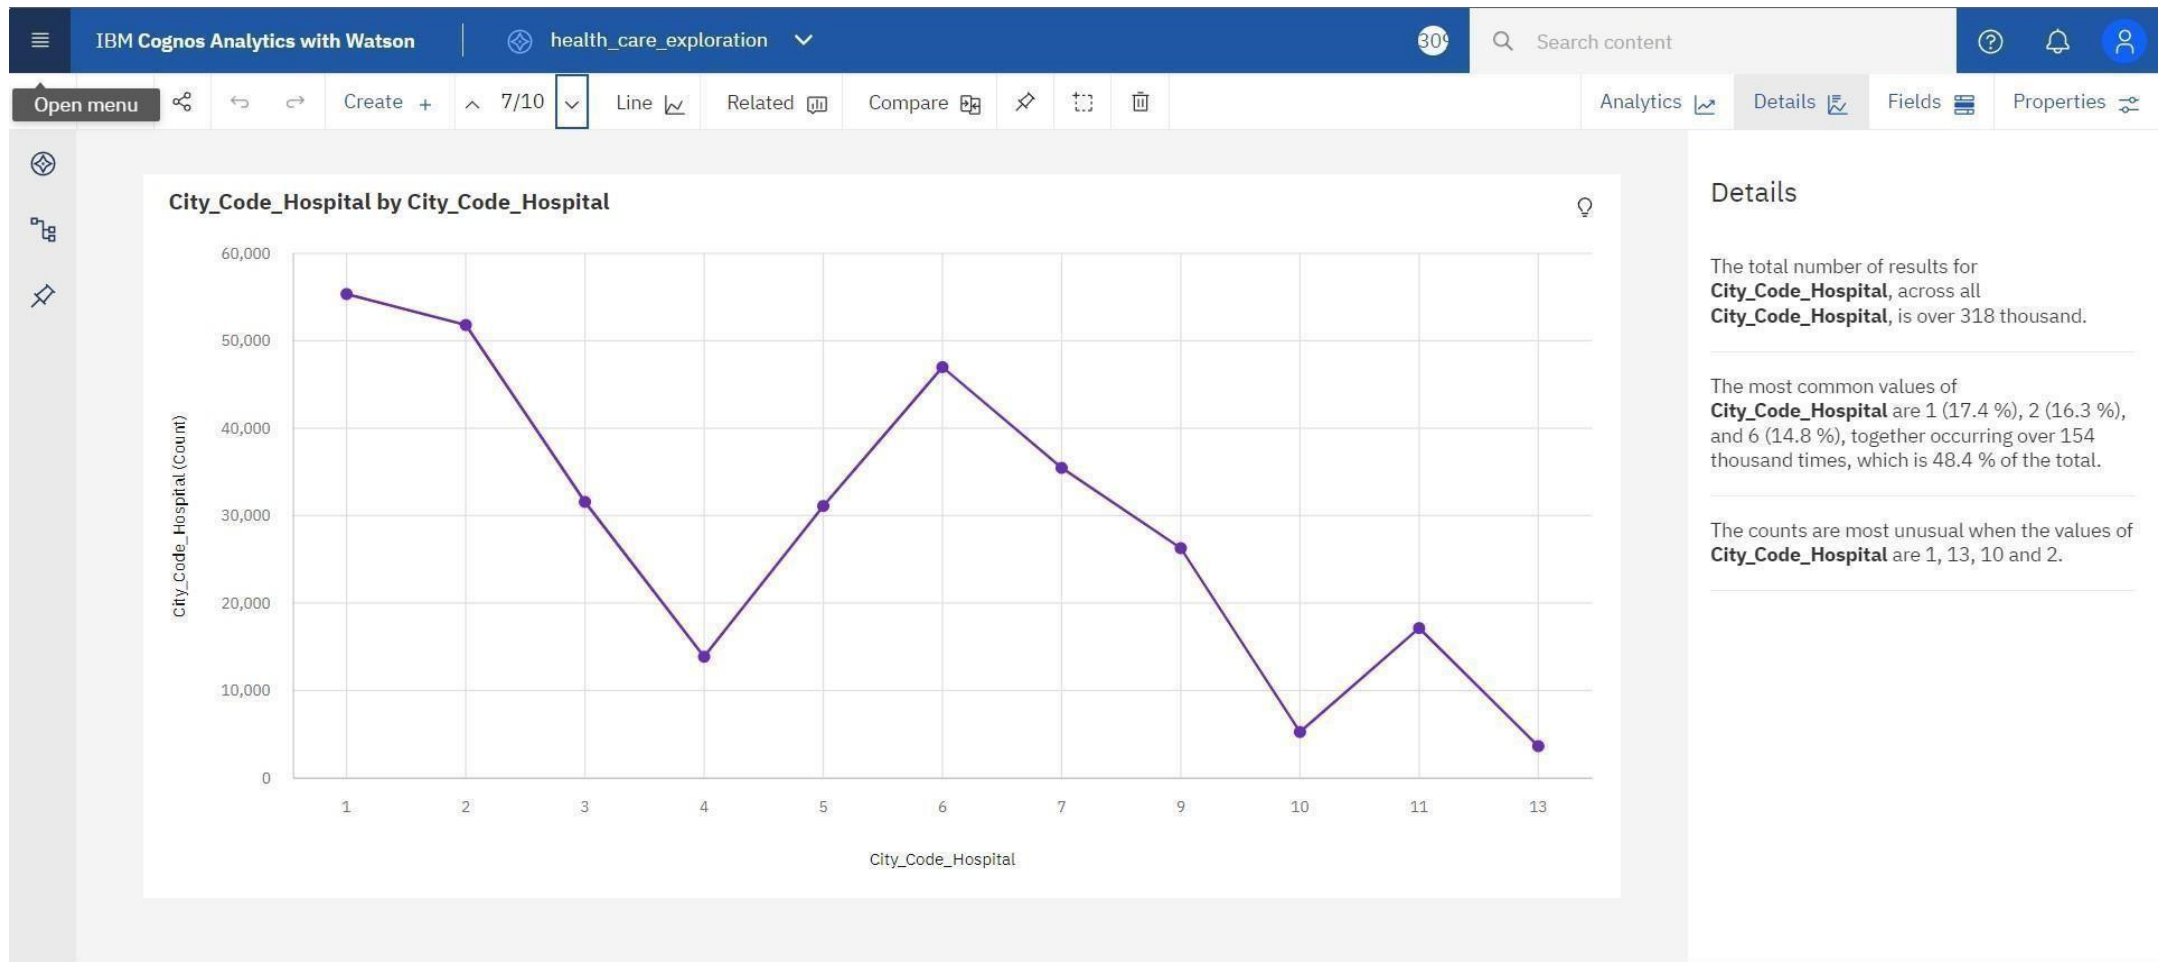 IBM Cognos Analytics with Watson
health_care_exploration
Search content
Open menu
Create +
7/10
Line
Related
Compare
Analytics
Details
Fields
Properties
City_Code_Hospital by City_Code_Hospital
60,000
50,000
40,000
30,000
20,000
10,000
0
City_Code_Hospital (Count)
1 2 3 4 5 6 7 9 10 11 13
City_Code_Hospital
Details
The total number of results for
City_Code_Hospital, across all
City_Code_Hospital, is over 318 thousand.
The most common values of
City_Code_Hospital are 1 (17.4 %), 2 (16.3 %),
and 6 (14.8 %), together occurring over 154
thousand times, which is 48.4 % of the total.
The counts are most unusual when the values of
City_Code_Hospital are 1, 13, 10 and 2.